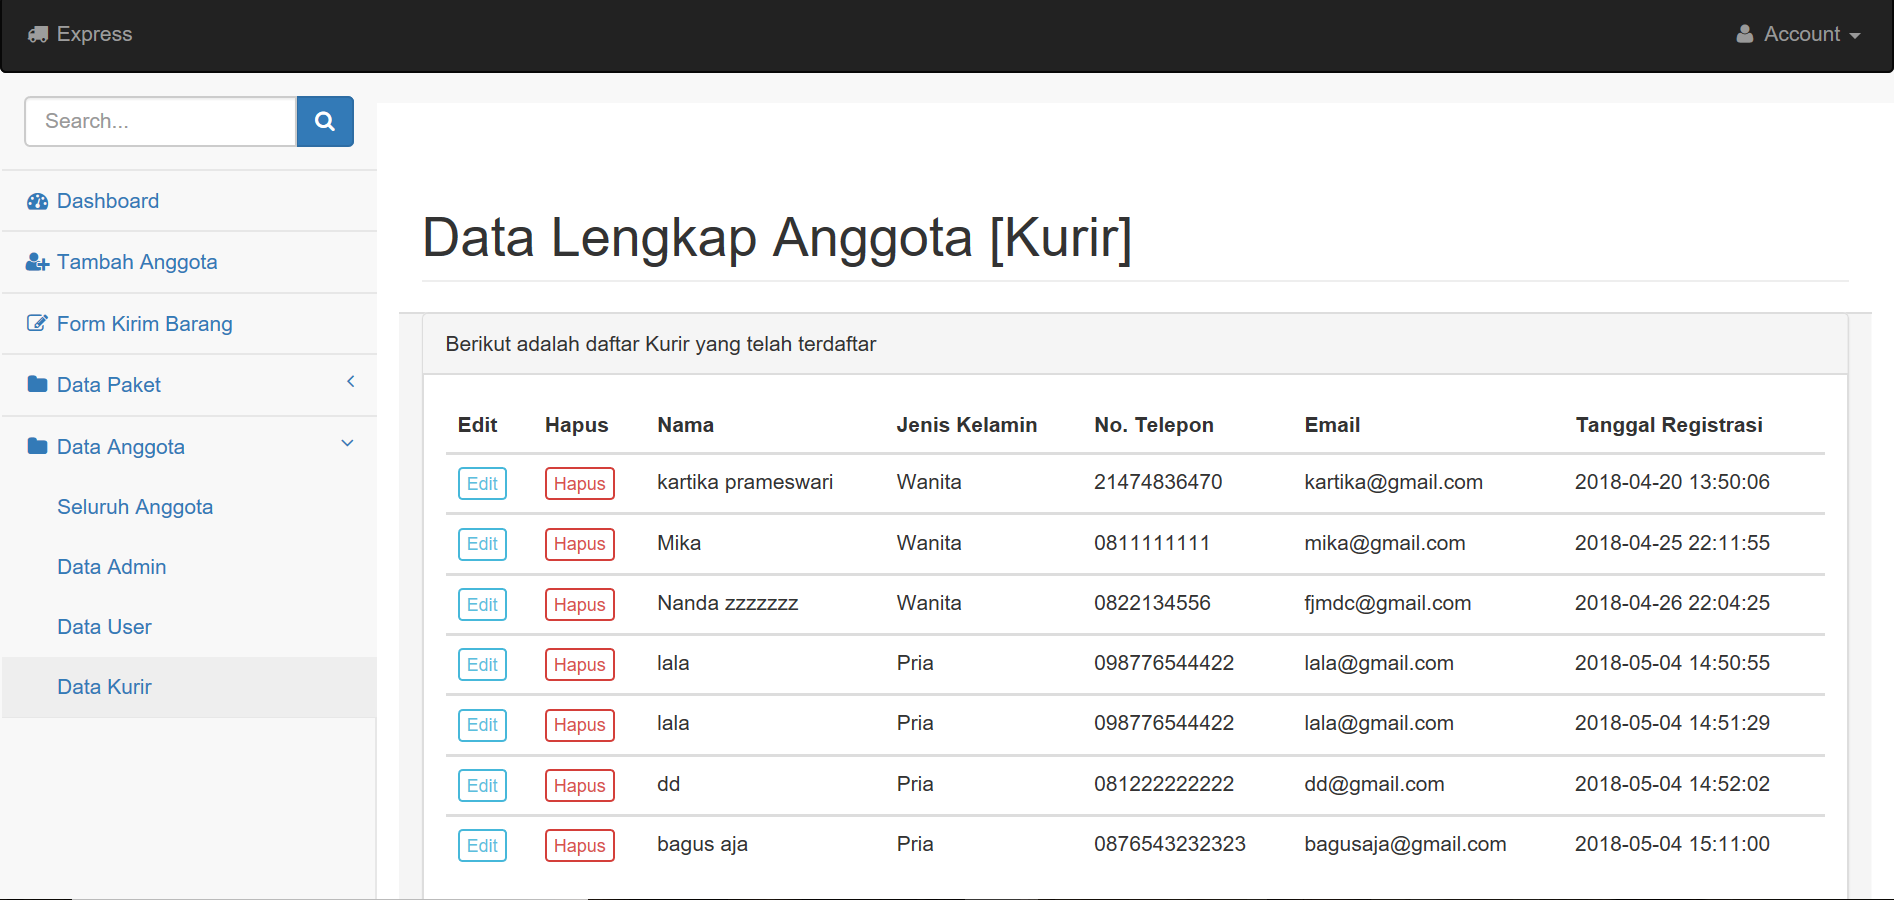 Express
Account
Search...
Dashboard
Tambah Anggota
Form Kirim Barang
Data Paket
Data Anggota
Seluruh Anggota
Data Admin
Data User
Data Kurir
Data Lengkap Anggota [Kurir]
Berikut adalah daftar Kurir yang telah terdaftar
Edit Hapus Nama Jenis Kelamin No. Telepon Email Tanggal Registrasi
Edit Hapus kartika prameswari Wanita 21474836470 kartika@gmail.com 2018-04-20 13:50:06
Edit Hapus Mika Wanita 0811111111 mika@gmail.com 2018-04-25 22:11:55
Edit Hapus Nanda zzzzzzz Wanita 0822134556 fjmdc@gmail.com 2018-04-26 22:04:25
Edit Hapus lala Pria 098776544422 lala@gmail.com 2018-05-04 14:50:55
Edit Hapus lala Pria 098776544422 lala@gmail.com 2018-05-04 14:51:29
Edit Hapus dd Pria 081222222222 dd@gmail.com 2018-05-04 14:52:02
Edit Hapus bagus aja Pria 0876543232323 bagusaja@gmail.com 2018-05-04 15:11:00